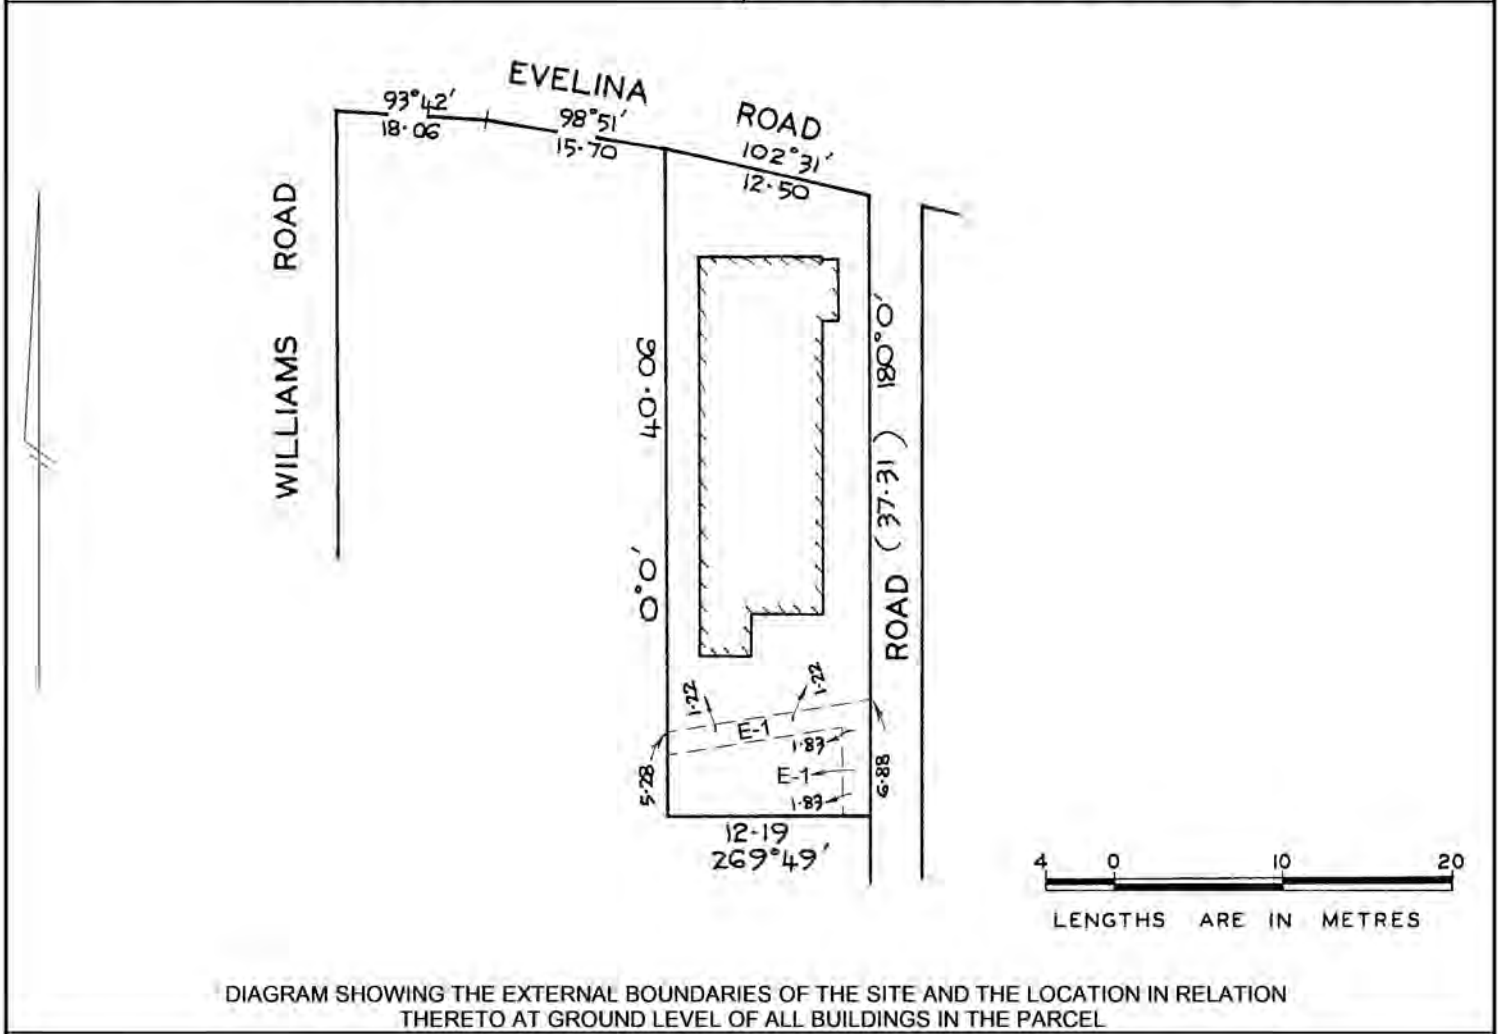 EVELINA ROAD
93°42'
18·06
98°51'
15·70
102°31'
12·50
WILLIAMS ROAD
0°0' 40·06
ROAD (37·31) 180°0'
1·22
1·22
E-1
1·83
E-1
1·83
5·28
6·88
12·19
269°49'
4 0 10 20
LENGTHS ARE IN METRES
DIAGRAM SHOWING THE EXTERNAL BOUNDARIES OF THE SITE AND THE LOCATION IN RELATION
THERETO AT GROUND LEVEL OF ALL BUILDINGS IN THE PARCEL